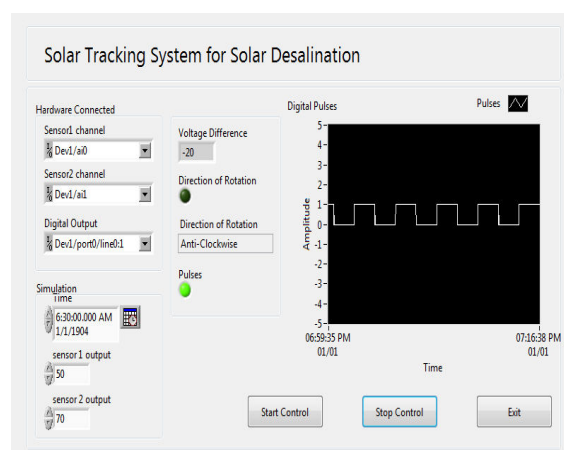 Solar Tracking System for Solar Desalination
Hardware Connected
Sensor1 channel
Dev1/ai0
Sensor2 channel
Dev1/ai1
Digital Output
Dev1/port0/line0:1
Simulation
Time
6:30:00.000 AM
1/1/1904
sensor 1 output
50
sensor 2 output
70
Voltage Difference
-20
Direction of Rotation
Direction of Rotation
Anti-Clockwise
Pulses
Digital Pulses
Pulses
Amplitude
5
4
3
2
1
0
-1
-2
-3
-4
-5
06:59:35 PM
01/01
07:16:38 PM
01/01
Time
Start Control
Stop Control
Exit